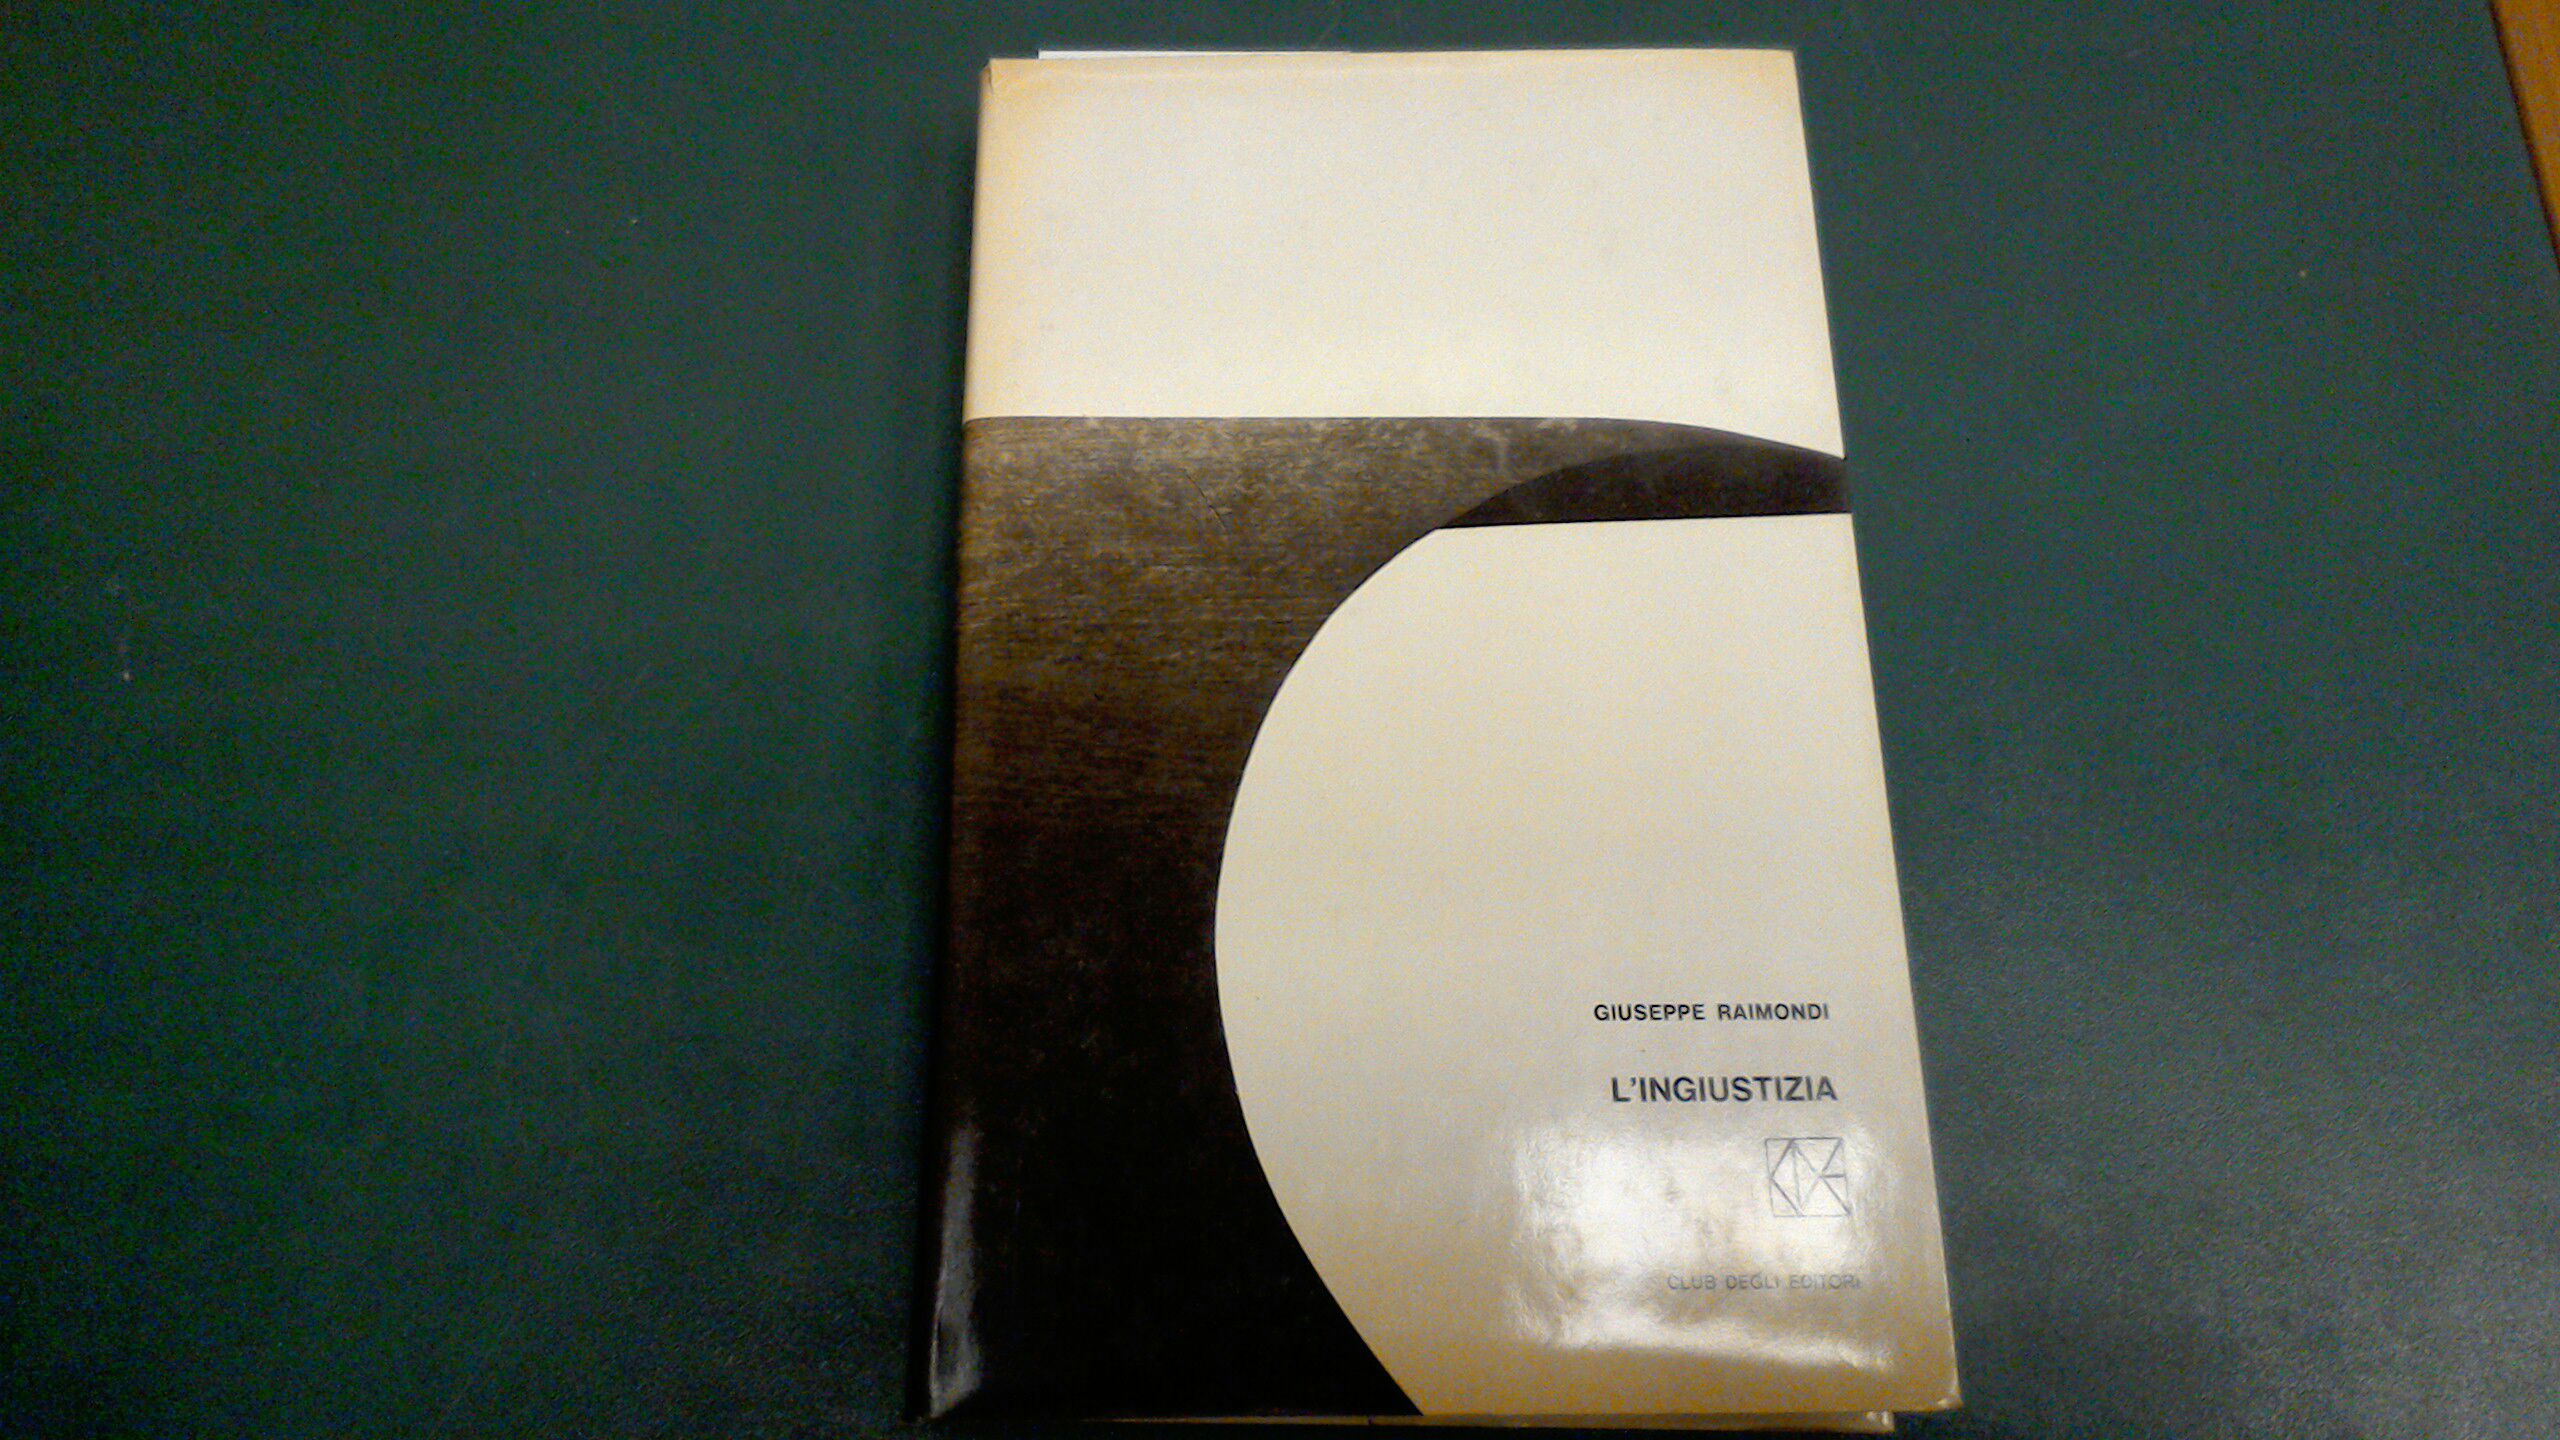 GIUSEPPE RAIMONDI
L'INGIUSTIZIA
CLUB DEGLI EDITORI